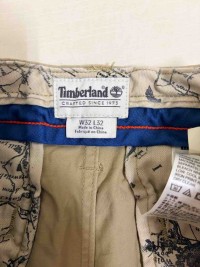 Timberland
CRAFTED SINCE 1973
W32 L32
Made in China
Fabriqué en Chine